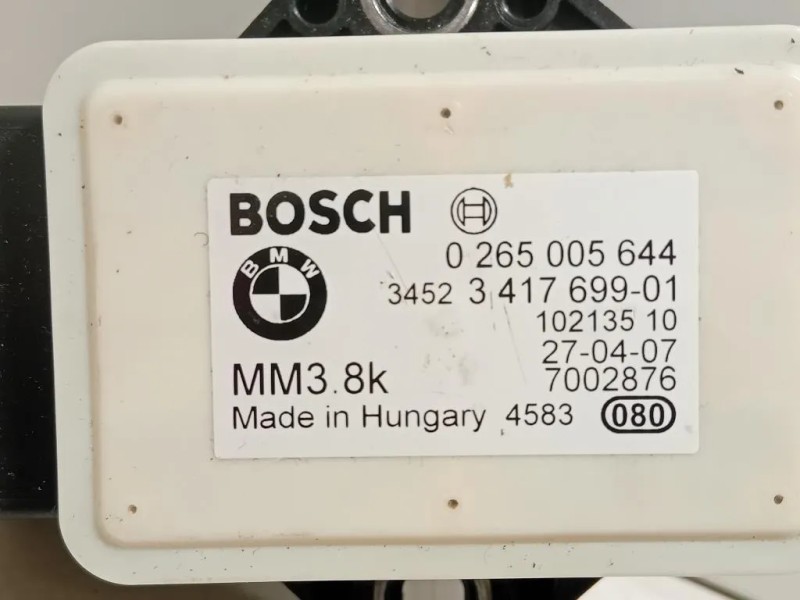 BOSCH
0 265 005 644
BMW
3452 3 417 699-01
102135 10
27-04-07
MM3.8k 7002876
Made in Hungary 4583 080